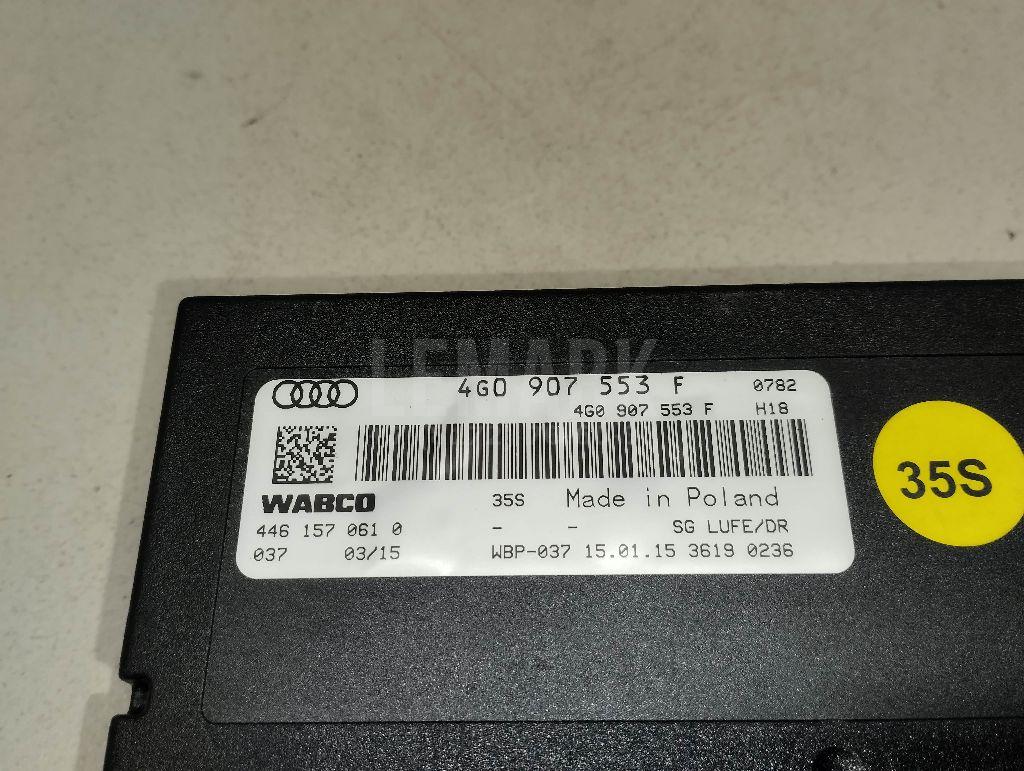 LEMARK
4G0 907 553 F 0782
4G0 907 553 F H18
WABCO 35S Made in Poland
446 157 061 0 - - SG LUFE/DR
037 03/15 WBP-037 15.01.15 3619 0236
35S